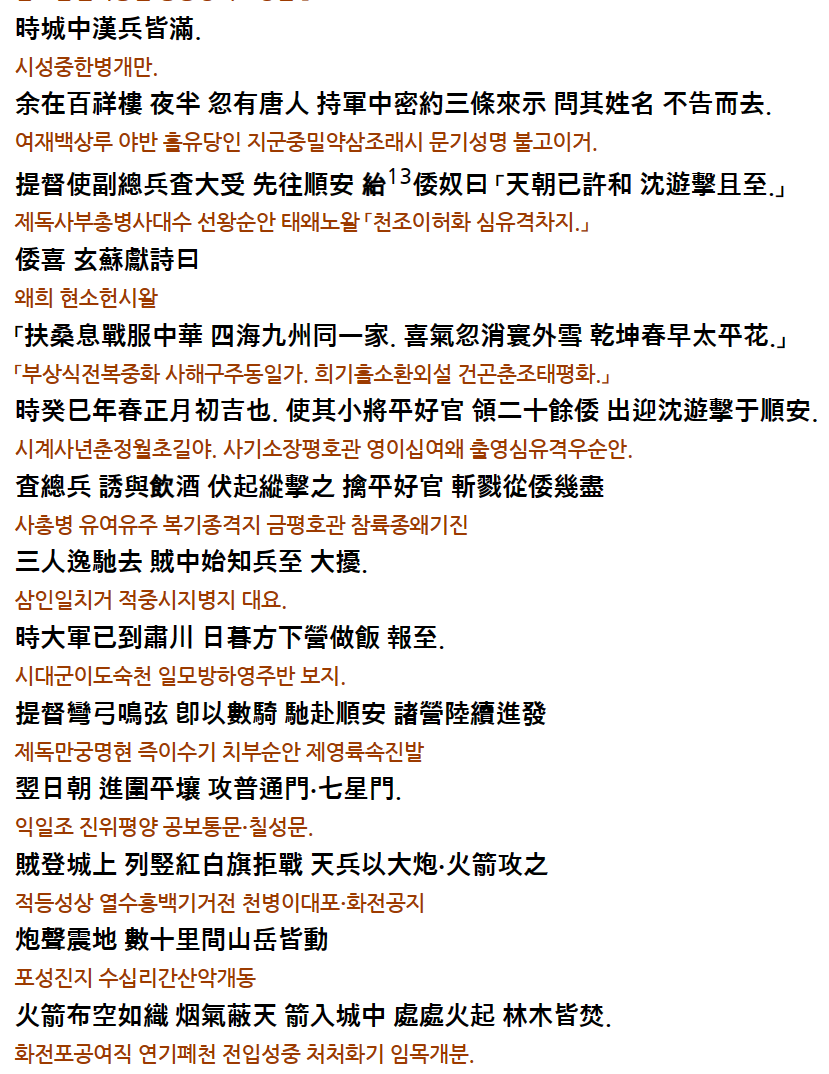 時城中漢兵皆滿.
시성중한병개만.
余在百祥樓 夜半 忽有唐人 持軍中密約三條來示 問其姓名 不告而去.
여재백상루 야반 홀유당인 지군중밀약삼조래시 문기성명 불고이거.
提督使副總兵査大受 先往順安 紿13倭奴曰 「天朝已許和 沈遊擊且至.」
제독사부총병사대수 선왕순안 태왜노왈 「천조이허화 심유격차지.」
倭喜 玄蘇獻詩曰
왜희 현소헌시왈
「扶桑息戰服中華 四海九州同一家. 喜氣忽消寰外雪 乾坤春早太平花.」
「부상식전복중화 사해구주동일가. 희기홀소환외설 건곤춘조태평화.」
時癸巳年春正月初吉也. 使其小將平好官 領二十餘倭 出迎沈遊擊于順安.
시계사년춘정월초길야. 사기소장평호관 영이십여왜 출영심유격우순안.
査總兵 誘與飮酒 伏起縱擊之 擒平好官 斬戮從倭幾盡
사총병 유여유주 복기종격지 금평호관 참륙종왜기진
三人逸馳去 賊中始知兵至 大擾.
삼인일치거 적중시지병지 대요.
時大軍已到肅川 日暮方下營做飯 報至.
시대군이도숙천 일모방하영주반 보지.
提督彎弓鳴弦 卽以數騎 馳赴順安 諸營陸續進發
제독만궁명현 즉이수기 치부순안 제영륙속진발
翌日朝 進圍平壤 攻普通門·七星門.
익일조 진위평양 공보통문·칠성문.
賊登城上 列竪紅白旗拒戰 天兵以大炮·火箭攻之
적등성상 열수홍백기거전 천병이대포·화전공지
炮聲震地 數十里間山岳皆動
포성진지 수십리간산악개동
火箭布空如織 烟氣蔽天 箭入城中 處處火起 林木皆焚.
화전포공여직 연기폐천 전입성중 처처화기 임목개분.